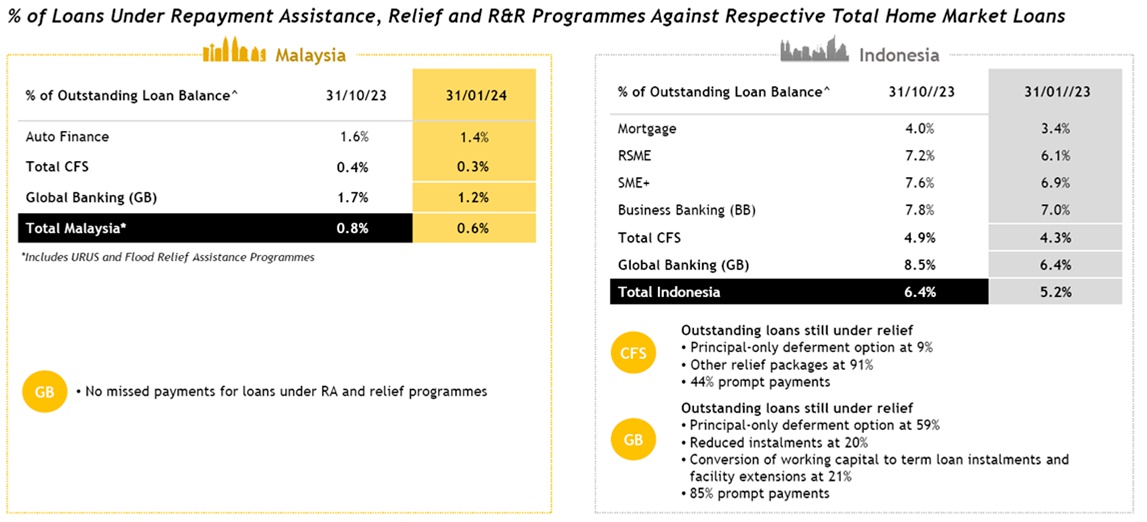 % of Loans Under Repayment Assistance, Relief and R&R Programmes Against Respective Total Home Market Loans
Malaysia
% of Outstanding Loan Balance^ 31/10/23 31/01/24
Auto Finance 1.6% 1.4%
Total CFS 0.4% 0.3%
Global Banking (GB) 1.7% 1.2%
Total Malaysia* 0.8% 0.6%
*Includes URUS and Flood Relief Assistance Programmes
GB
• No missed payments for loans under RA and relief programmes
Indonesia
% of Outstanding Loan Balance^ 31/10//23 31/01//23
Mortgage 4.0% 3.4%
RSME 7.2% 6.1%
SME+ 7.6% 6.9%
Business Banking (BB) 7.8% 7.0%
Total CFS 4.9% 4.3%
Global Banking (GB) 8.5% 6.4%
Total Indonesia 6.4% 5.2%
CFS
Outstanding loans still under relief
• Principal-only deferment option at 9%
• Other relief packages at 91%
• 44% prompt payments
GB
Outstanding loans still under relief
• Principal-only deferment option at 59%
• Reduced instalments at 20%
• Conversion of working capital to term loan instalments and
facility extensions at 21%
• 85% prompt payments